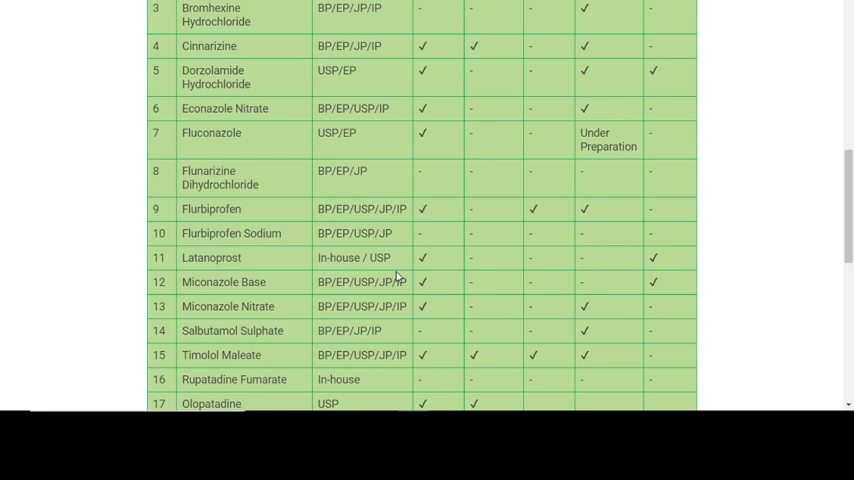 3 Bromhexine Hydrochloride BP/EP/JP/IP - - - ✓ -
4 Cinnarizine BP/EP/JP/IP ✓ ✓ - ✓ -
5 Dorzolamide Hydrochloride USP/EP ✓ - - ✓ ✓
6 Econazole Nitrate BP/EP/USP/IP ✓ - - ✓ -
7 Fluconazole USP/EP ✓ - - Under Preparation -
8 Flunarizine Dihydrochloride BP/EP/JP - - - - -
9 Flurbiprofen BP/EP/USP/JP/IP ✓ - ✓ ✓ -
10 Flurbiprofen Sodium BP/EP/USP/JP - - - - -
11 Latanoprost In-house / USP ✓ - - - ✓
12 Miconazole Base BP/EP/USP/JP/IP ✓ - - - ✓
13 Miconazole Nitrate BP/EP/USP/JP/IP ✓ - - ✓ -
14 Salbutamol Sulphate BP/EP/JP/IP - - - ✓ -
15 Timolol Maleate BP/EP/USP/JP/IP ✓ ✓ ✓ ✓ -
16 Rupatadine Fumarate In-house - - - - -
17 Olopatadine USP ✓ ✓